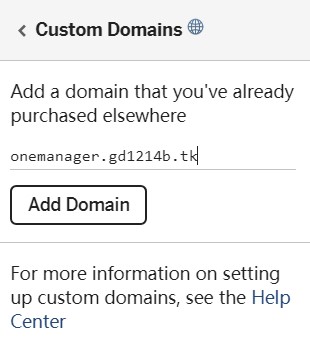 Custom Domains
Add a domain that you've already
purchased elsewhere
onemanager.gd1214b.tk
Add Domain
For more information on setting
up custom domains, see the Help
Center